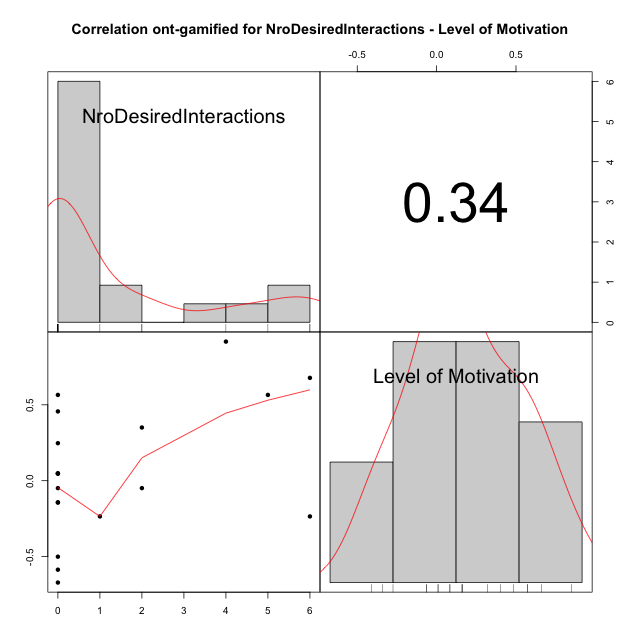 Correlation ont-gamified for NroDesiredInteractions - Level of Motivation
-0.5 0.0 0.5
NroDesiredInteractions
0.34
6
5
4
3
2
1
0
Level of Motivation
0.5
0.0
-0.5
0 1 2 3 4 5 6